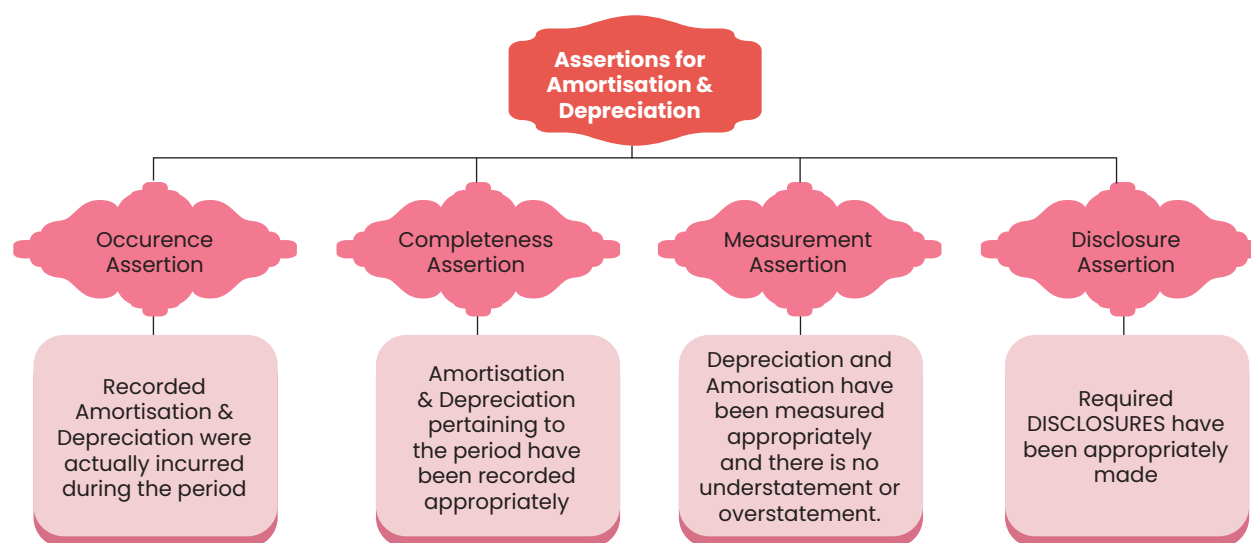 Assertions for
Amortisation &
Depreciation
Occurence
Assertion
Completeness
Assertion
Measurement
Assertion
Disclosure
Assertion
Recorded
Amortisation &
Depreciation were
actually incurred
during the period
Amortisation
& Depreciation
pertaining to
the period have
been recorded
appropriately
Depreciation and
Amorisation have
been measured
appropriately
and there is no
understatement or
overstatement.
Required
DISCLOSURES have
been appropriately
made